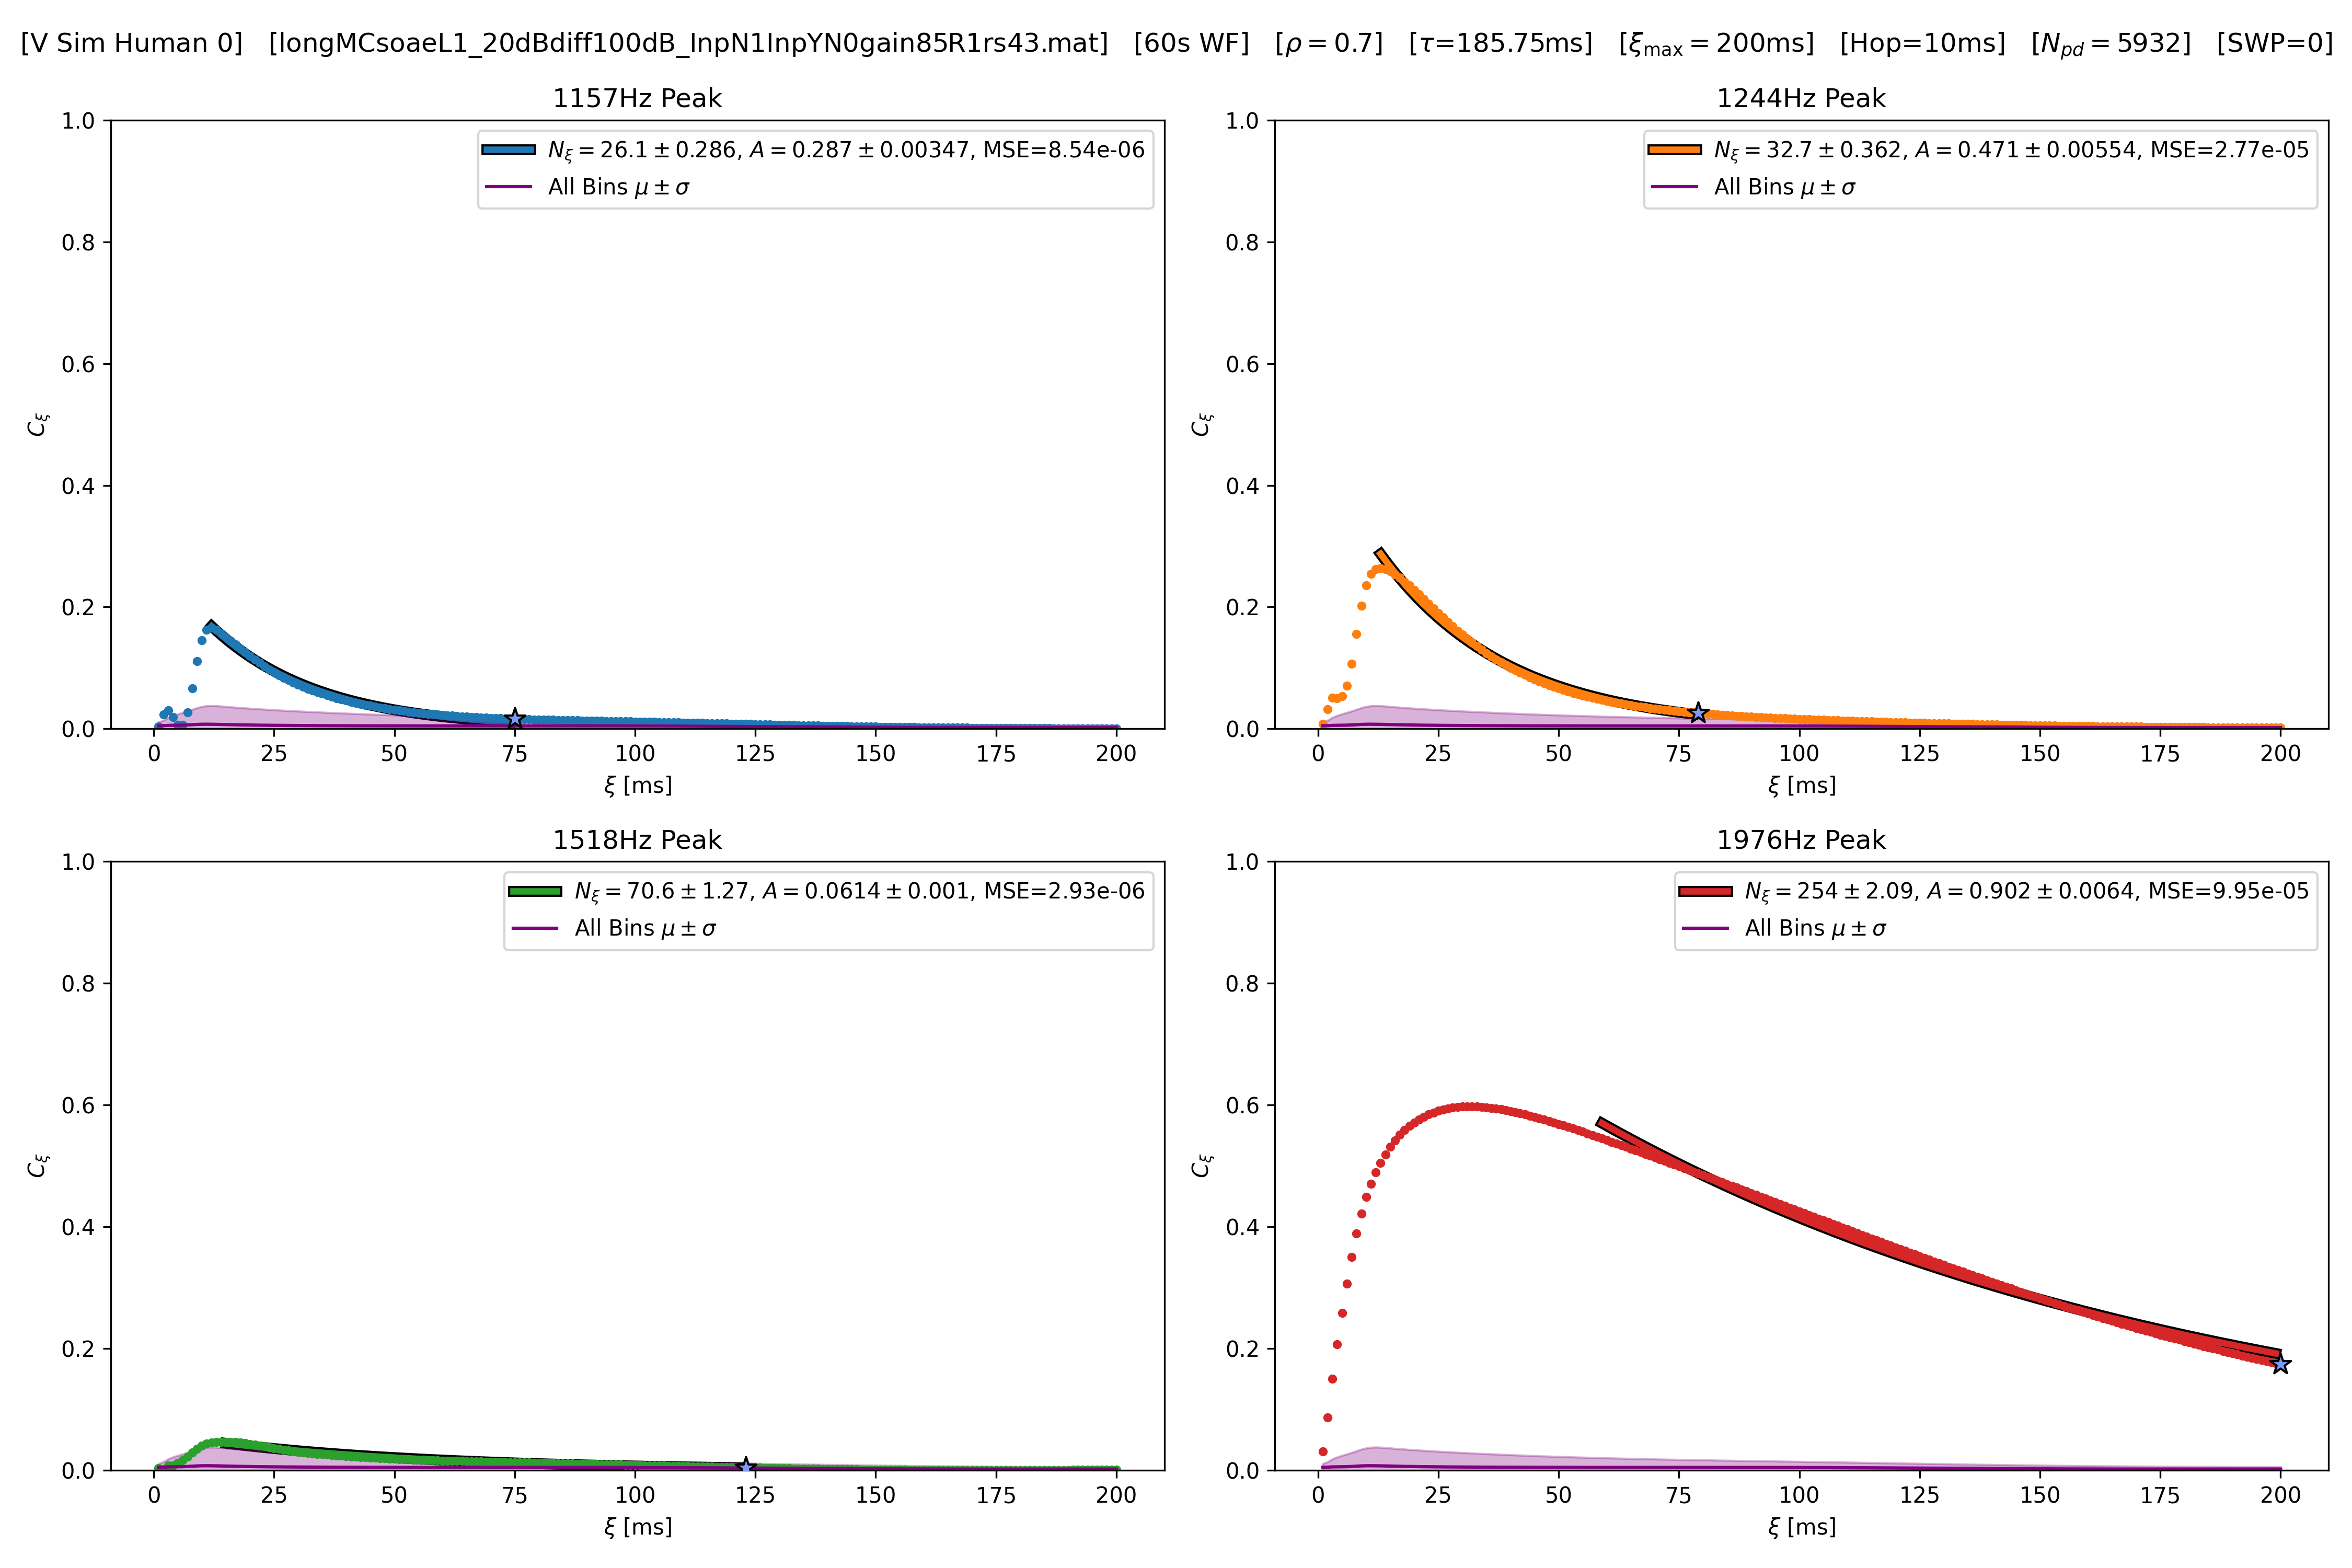 [V Sim Human 0] [longMCsoaeL1_20dBdiff100dB_InpN1InpYN0gain85R1rs43.mat] [60s WF] [ρ = 0.7] [τ=185.75ms] [ξmax = 200ms] [Hop=10ms] [Npd = 5932] [SWP=0]
1157Hz Peak
Nξ = 26.1 ± 0.286, A = 0.287 ± 0.00347, MSE=8.54e-06
All Bins μ ± σ
1.0
0.8
0.6
0.4
0.2
0.0
Cξ
0 25 50 75 100 125 150 175 200
ξ [ms]
1244Hz Peak
Nξ = 32.7 ± 0.362, A = 0.471 ± 0.00554, MSE=2.77e-05
All Bins μ ± σ
1.0
0.8
0.6
0.4
0.2
0.0
Cξ
0 25 50 75 100 125 150 175 200
ξ [ms]
1518Hz Peak
Nξ = 70.6 ± 1.27, A = 0.0614 ± 0.001, MSE=2.93e-06
All Bins μ ± σ
1.0
0.8
0.6
0.4
0.2
0.0
Cξ
0 25 50 75 100 125 150 175 200
ξ [ms]
1976Hz Peak
Nξ = 254 ± 2.09, A = 0.902 ± 0.0064, MSE=9.95e-05
All Bins μ ± σ
1.0
0.8
0.6
0.4
0.2
0.0
Cξ
0 25 50 75 100 125 150 175 200
ξ [ms]